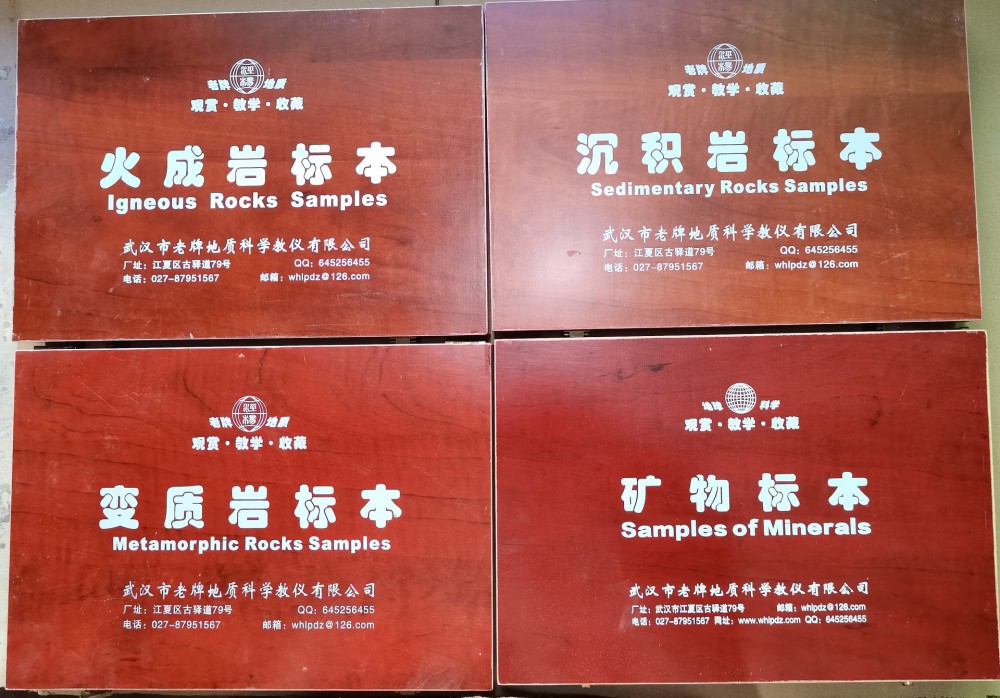 老牌 地质
观赏·教学·收藏
火成岩标本
Igneous Rocks Samples
武汉市老牌地质科学教仪有限公司
厂址：江夏区古驿道79号 QQ：645256455
电话：027-87951567 邮箱：whlpdz@126.com
老牌 地质
观赏·教学·收藏
沉积岩标本
Sedimentary Rocks Samples
武汉市老牌地质科学教仪有限公司
厂址：江夏区古驿道79号 QQ：645256455
电话：027-87951567 邮箱：whlpdz@126.com
老牌 地质
观赏·教学·收藏
变质岩标本
Metamorphic Rocks Samples
武汉市老牌地质科学教仪有限公司
厂址：江夏区古驿道79号 QQ：645256455
电话：027-87951567 邮箱：whlpdz@126.com
地球 科学
观赏·教学·收藏
矿物标本
Samples of Minerals
武汉市老牌地质科学教仪有限公司
厂址：武汉市江夏区古驿道79号 邮箱：whlpdz@126.com
电话：027-87951567 网址：www.whlpdz.com QQ：645256455